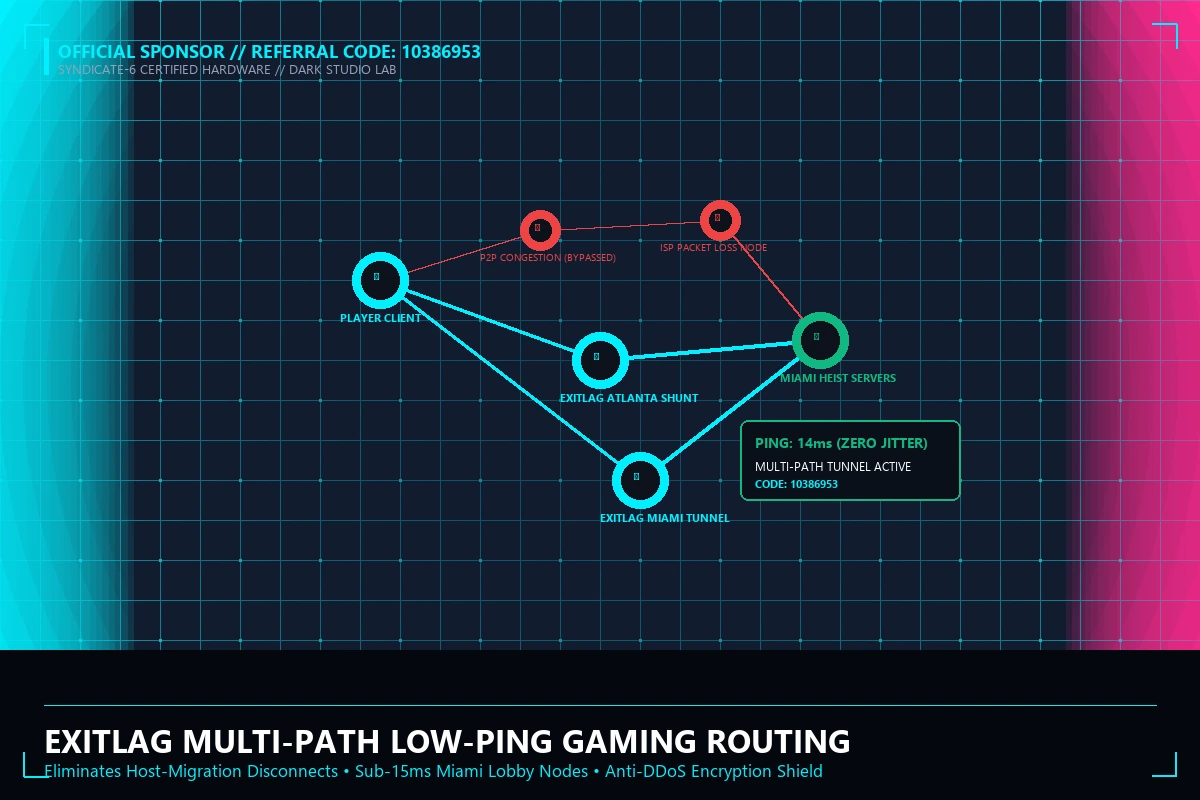 OFFICIAL SPONSOR // REFERRAL CODE: 10386953
SYNDICATE-6 CERTIFIED HARDWARE // DARK STUDIO LAB
P2P CONGESTION (BYPASSED)
ISP PACKET LOSS NODE
PLAYER CLIENT
MIAMI HEIST SERVERS
EXITLAG ATLANTA SHUNT
PING: 14ms (ZERO JITTER)
MULTI-PATH TUNNEL ACTIVE
CODE: 10386953
EXITLAG MIAMI TUNNEL
EXITLAG MULTI-PATH LOW-PING GAMING ROUTING
Eliminates Host-Migration Disconnects • Sub-15ms Miami Lobby Nodes • Anti-DDoS Encryption Shield